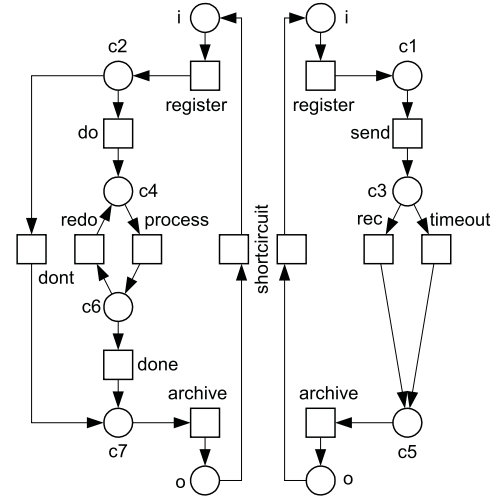 i
i
c2
c1
register
register
do
send
c4
c3
redo
process
rec
timeout
dont
shortcircuit
c6
done
archive
archive
c7
c5
o
o